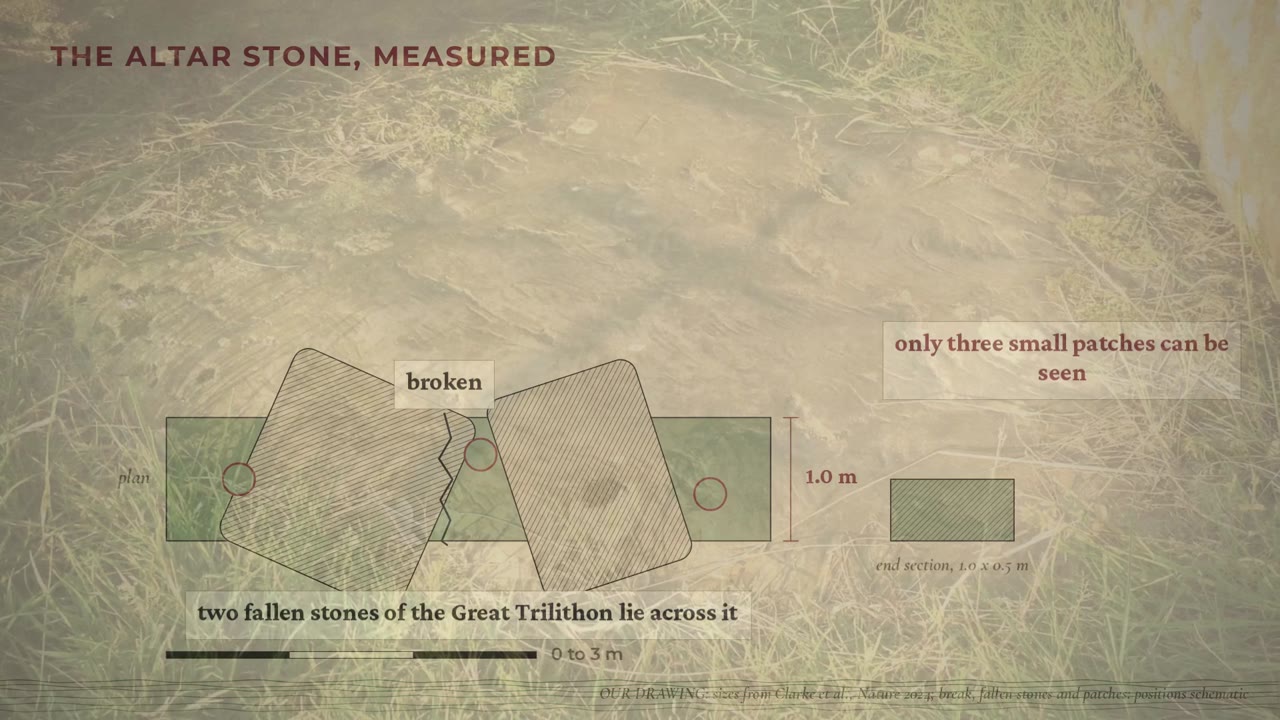 THE ALTAR STONE, MEASURED
only three small patches can be
seen
broken
plan
1.0 m
end section, 1.0 x 0.5 m
two fallen stones of the Great Trilithon lie across it
0 to 3 m
OUR DRAWING: sizes from Clarke et al., Nature 2024; break, fallen stones and patches: positions schematic